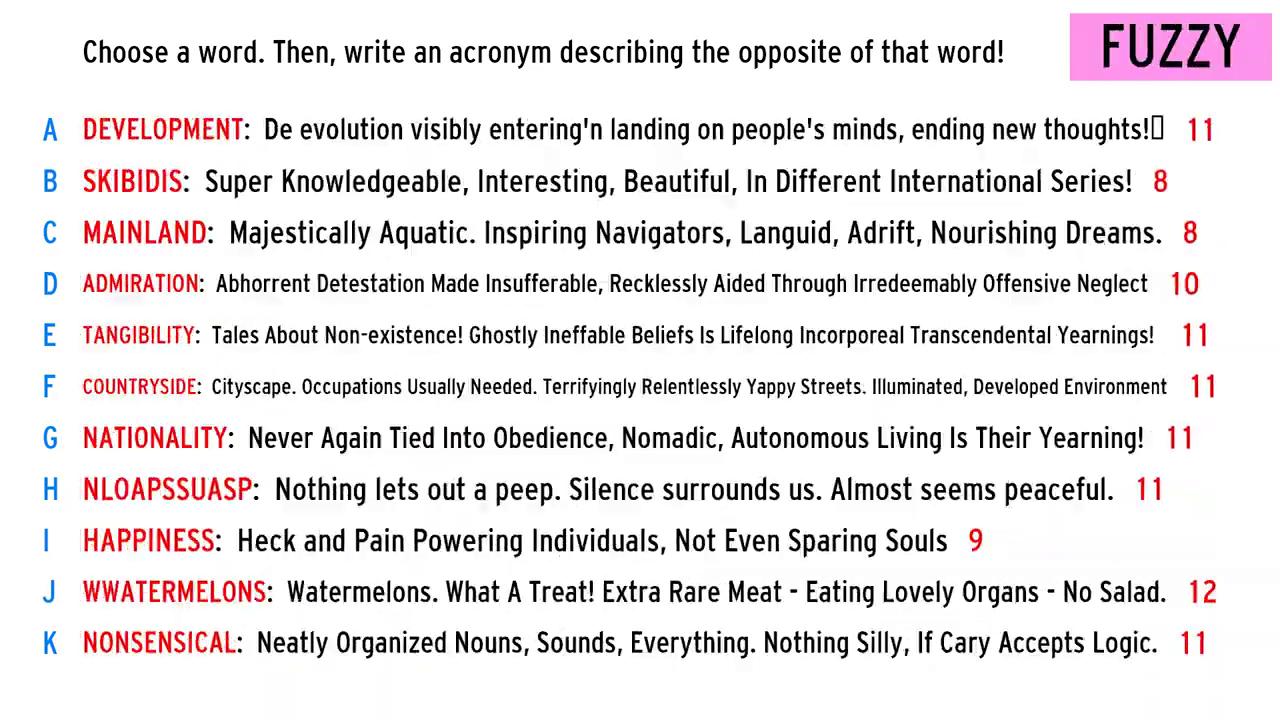 Choose a word. Then, write an acronym describing the opposite of that word! FUZZY
A DEVELOPMENT: De evolution visibly entering'n landing on people's minds, ending new thoughts!▯ 11
B SKIBIDIS: Super Knowledgeable, Interesting, Beautiful, In Different International Series! 8
C MAINLAND: Majestically Aquatic. Inspiring Navigators, Languid, Adrift, Nourishing Dreams. 8
D ADMIRATION: Abhorrent Detestation Made Insufferable, Recklessly Aided Through Irredeemably Offensive Neglect 10
E TANGIBILITY: Tales About Non-existence! Ghostly Ineffable Beliefs Is Lifelong Incorporeal Transcendental Yearnings! 11
F COUNTRYSIDE: Cityscape. Occupations Usually Needed. Terrifyingly Relentlessly Yappy Streets. Illuminated, Developed Environment 11
G NATIONALITY: Never Again Tied Into Obedience, Nomadic, Autonomous Living Is Their Yearning! 11
H NLOAPSSUASP: Nothing lets out a peep. Silence surrounds us. Almost seems peaceful. 11
I HAPPINESS: Heck and Pain Powering Individuals, Not Even Sparing Souls 9
J WWATERMELONS: Watermelons. What A Treat! Extra Rare Meat - Eating Lovely Organs - No Salad. 12
K NONSENSICAL: Neatly Organized Nouns, Sounds, Everything. Nothing Silly, If Cary Accepts Logic. 11